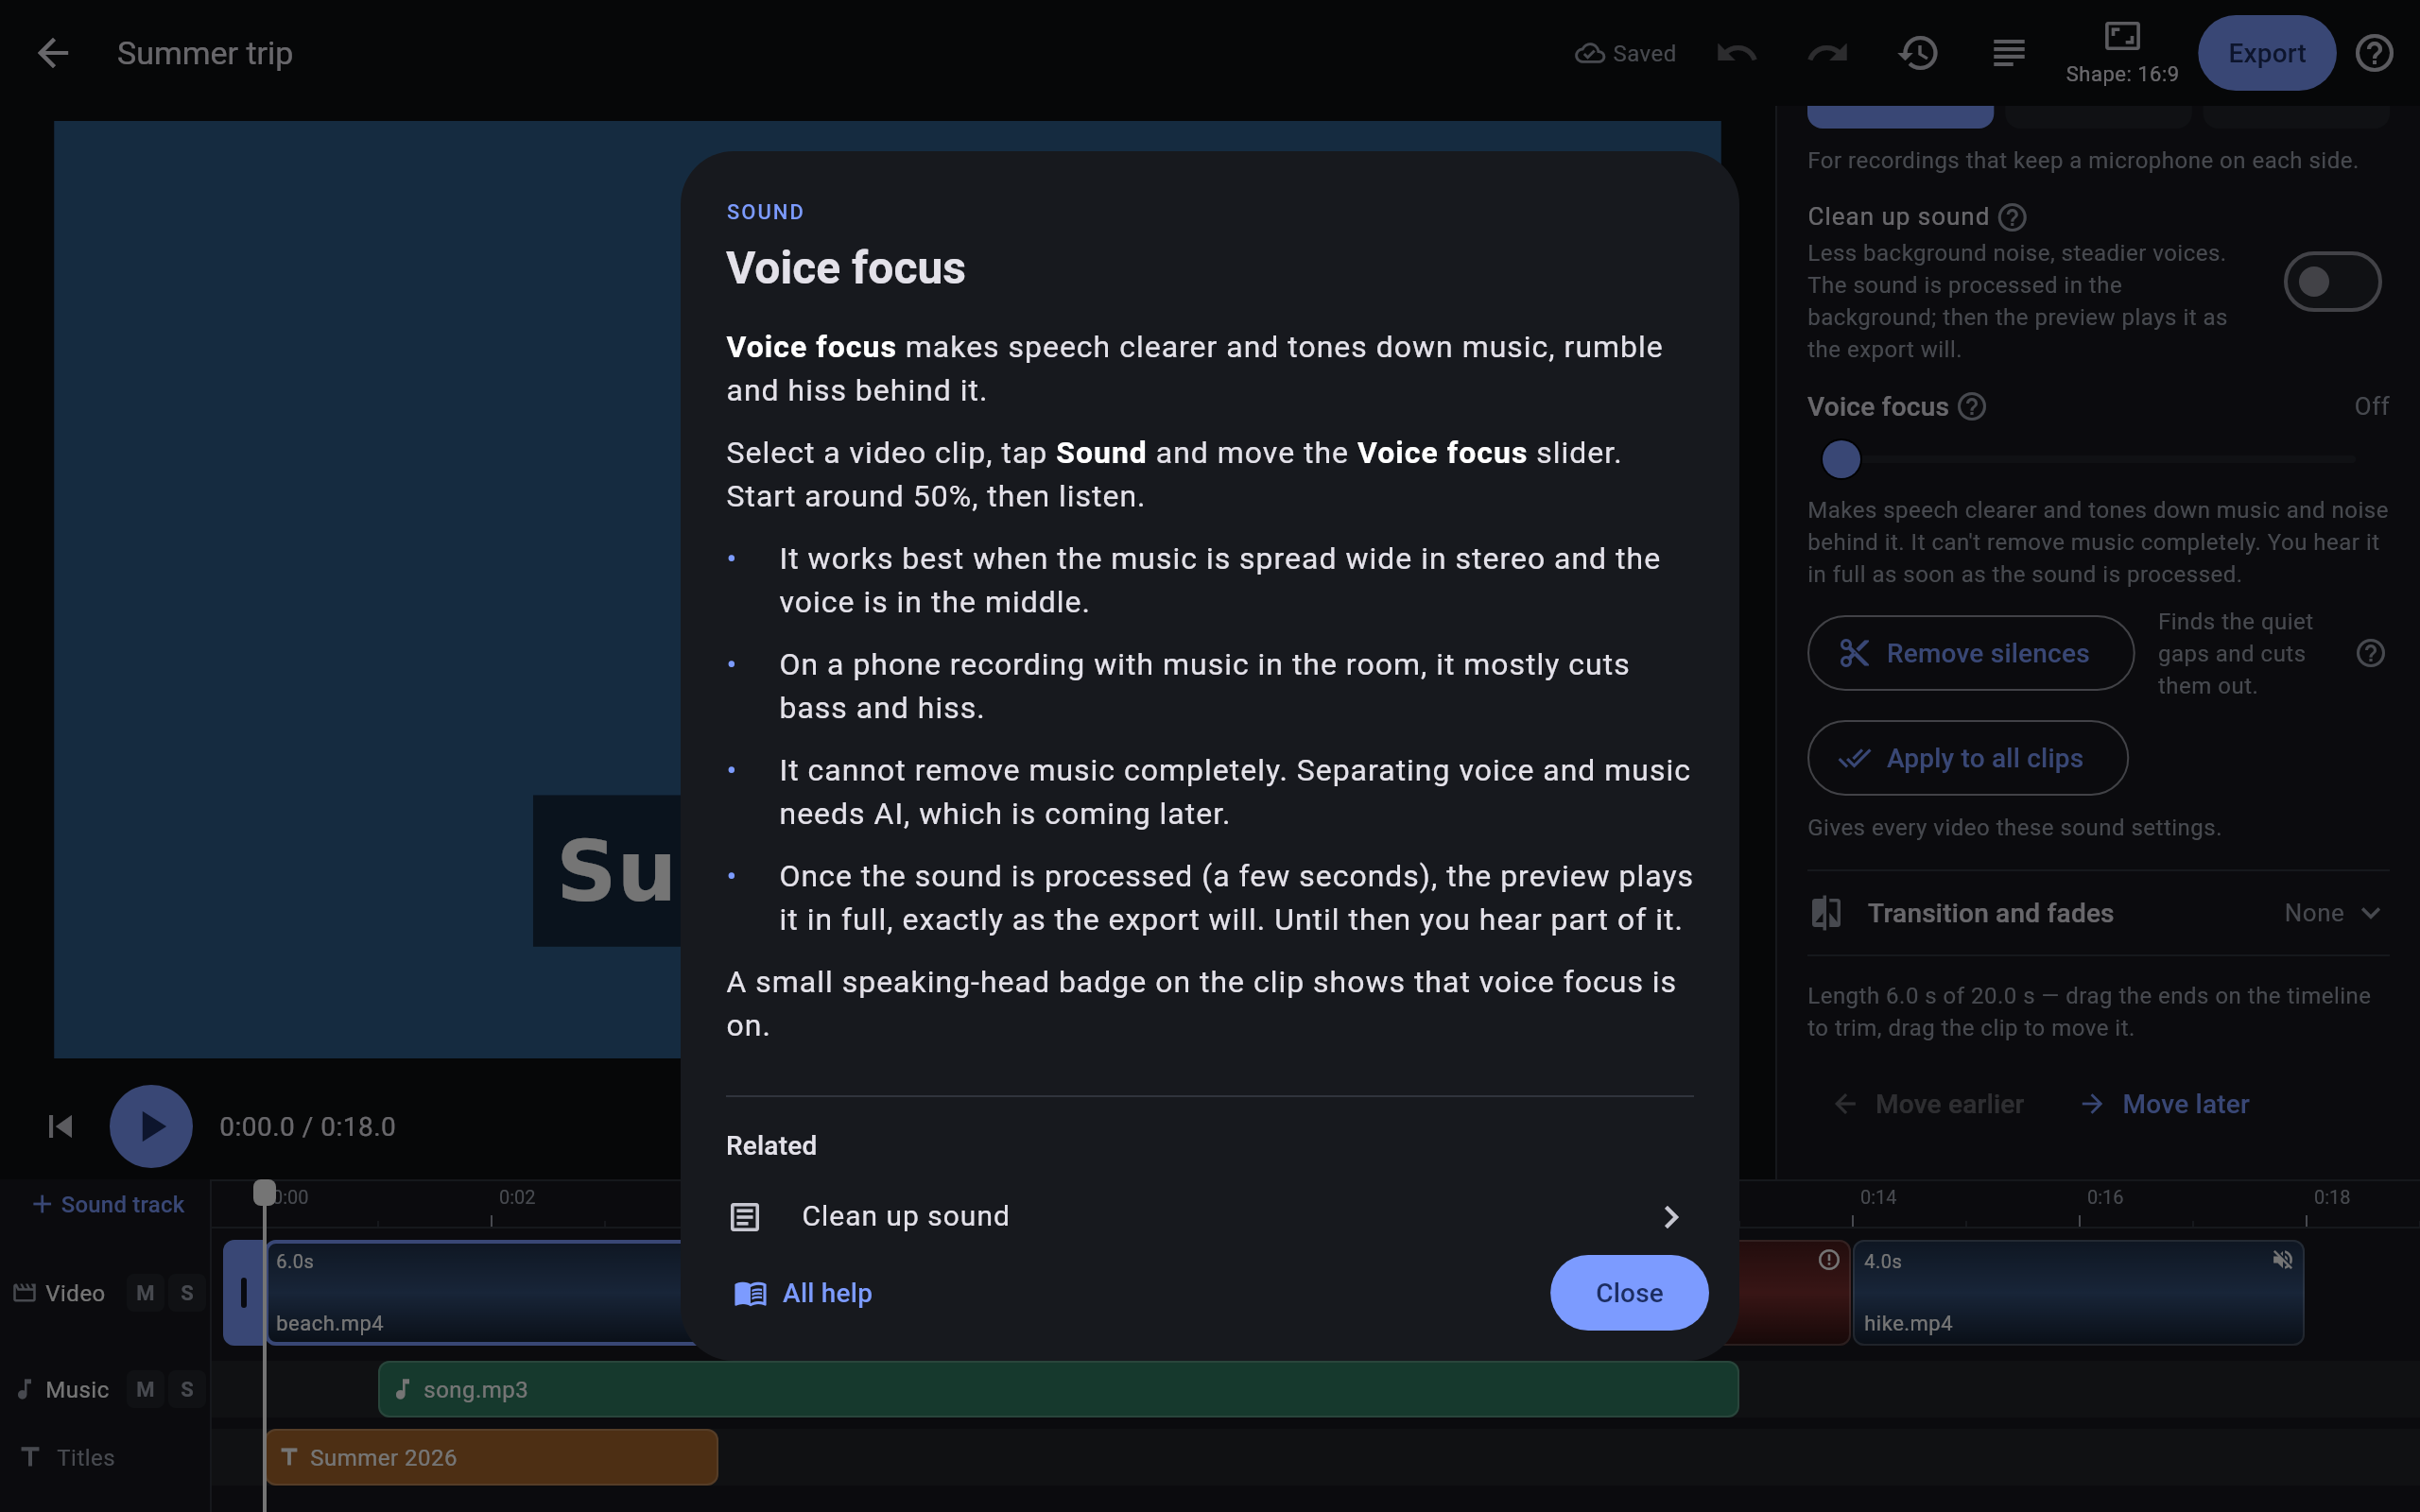 Summer trip
Saved
Shape: 16:9
Export
SOUND
Voice focus
Voice focus makes speech clearer and tones down music, rumble
and hiss behind it.
Select a video clip, tap Sound and move the Voice focus slider.
Start around 50%, then listen.
• It works best when the music is spread wide in stereo and the
voice is in the middle.
• On a phone recording with music in the room, it mostly cuts
bass and hiss.
• It cannot remove music completely. Separating voice and music
needs AI, which is coming later.
• Once the sound is processed (a few seconds), the preview plays
it in full, exactly as the export will. Until then you hear part of it.
A small speaking-head badge on the clip shows that voice focus is
on.
Related
Clean up sound
All help
Close
Su
For recordings that keep a microphone on each side.
Clean up sound
Less background noise, steadier voices.
The sound is processed in the
background; then the preview plays it as
the export will.
Voice focus
Off
Makes speech clearer and tones down music and noise
behind it. It can't remove music completely. You hear it
in full as soon as the sound is processed.
Remove silences
Finds the quiet
gaps and cuts
them out.
Apply to all clips
Gives every video these sound settings.
Transition and fades
None
Length 6.0 s of 20.0 s — drag the ends on the timeline
to trim, drag the clip to move it.
Move earlier
Move later
0:00.0 / 0:18.0
+ Sound track
0:00
0:02
0:14
0:16
0:18
Video
M
S
6.0s
beach.mp4
4.0s
hike.mp4
Music
M
S
song.mp3
Titles
Summer 2026